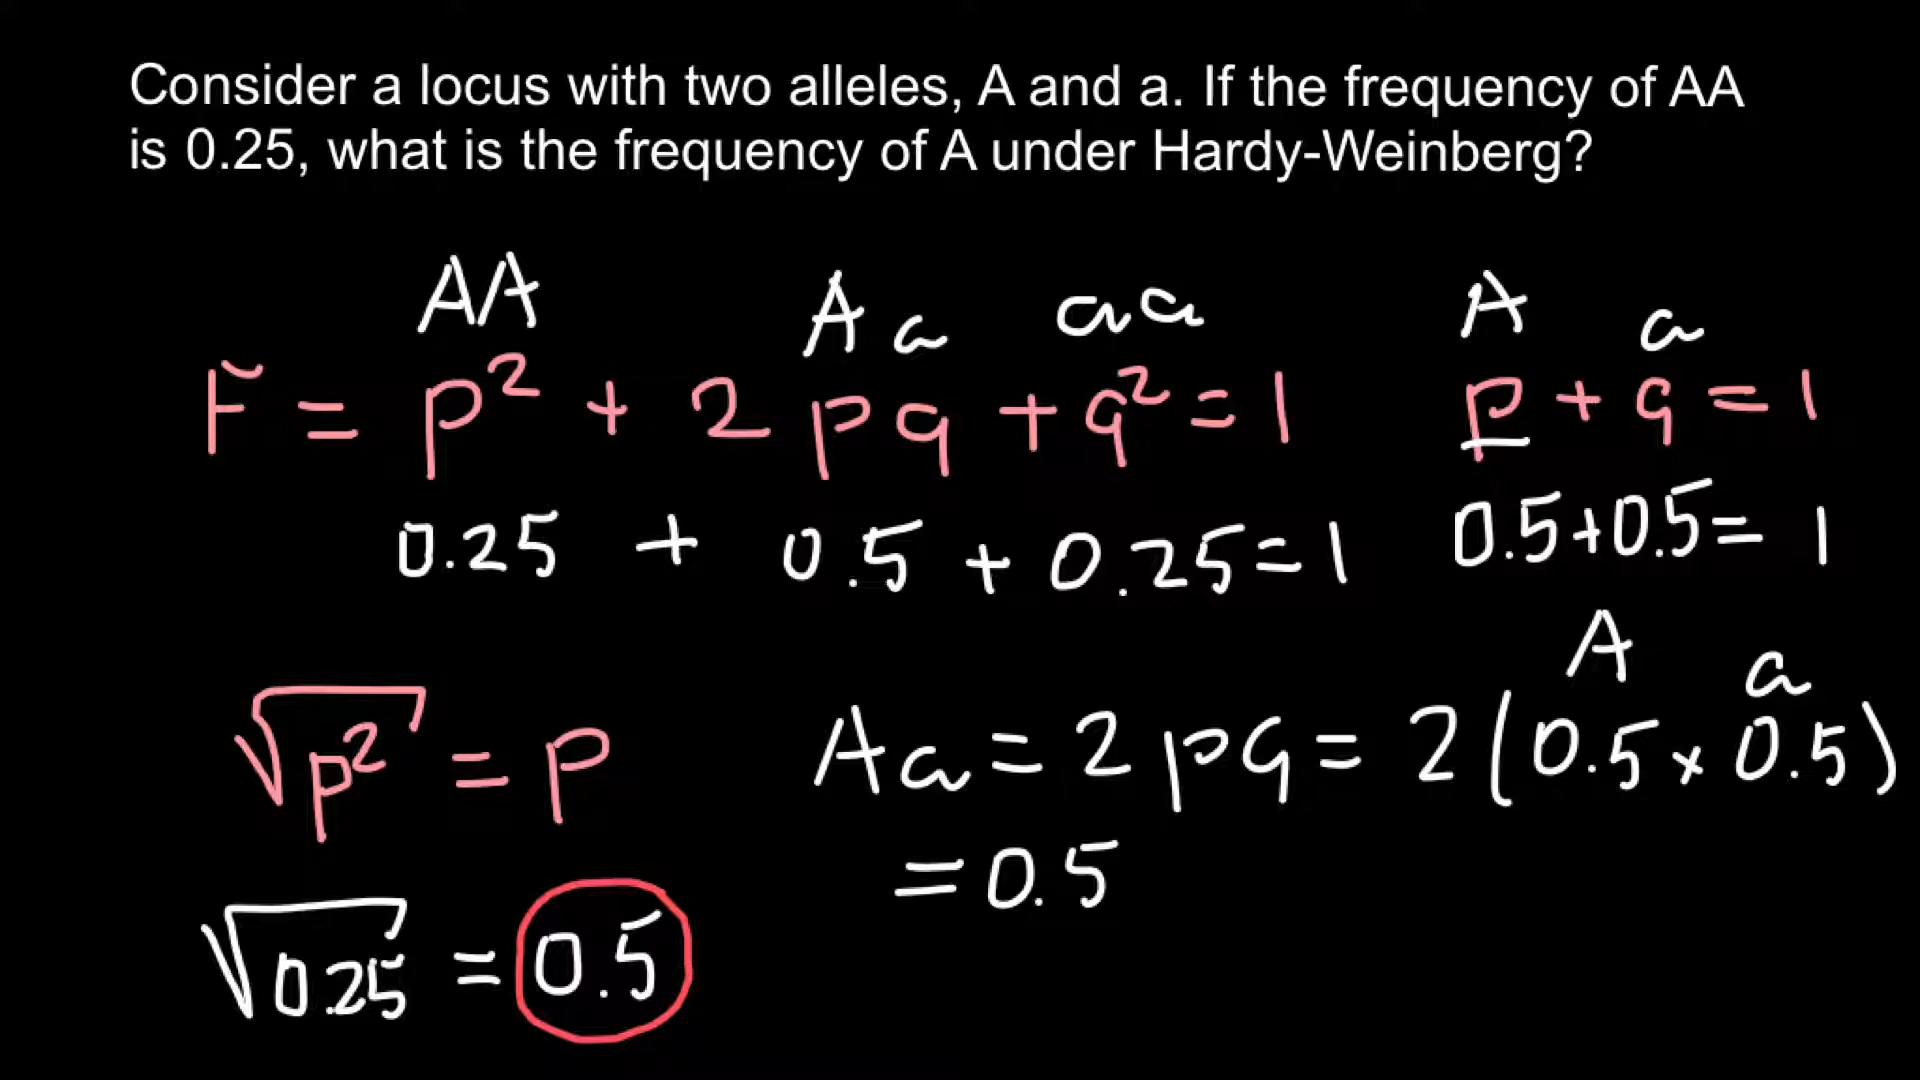 Consider a locus with two alleles, A and a. If the frequency of AA
is 0.25, what is the frequency of A under Hardy-Weinberg?
AA Aa aa A a
F = p² + 2pq + q² = 1 p + q = 1
0.25 + 0.5 + 0.25 = 1 0.5 + 0.5 = 1
A a
√p² = p Aa = 2pq = 2(0.5 x 0.5)
= 0.5
√0.25 = 0.5